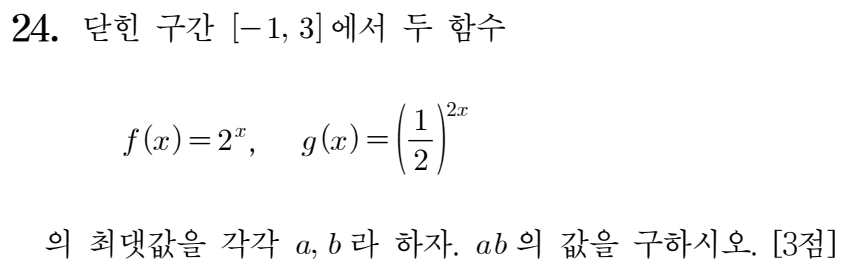 24. 닫힌 구간 [−1, 3]에서 두 함수
f(x)=2^x, g(x)=(1/2)^{2x}
의 최댓값을 각각 a, b라 하자. ab의 값을 구하시오. [3점]